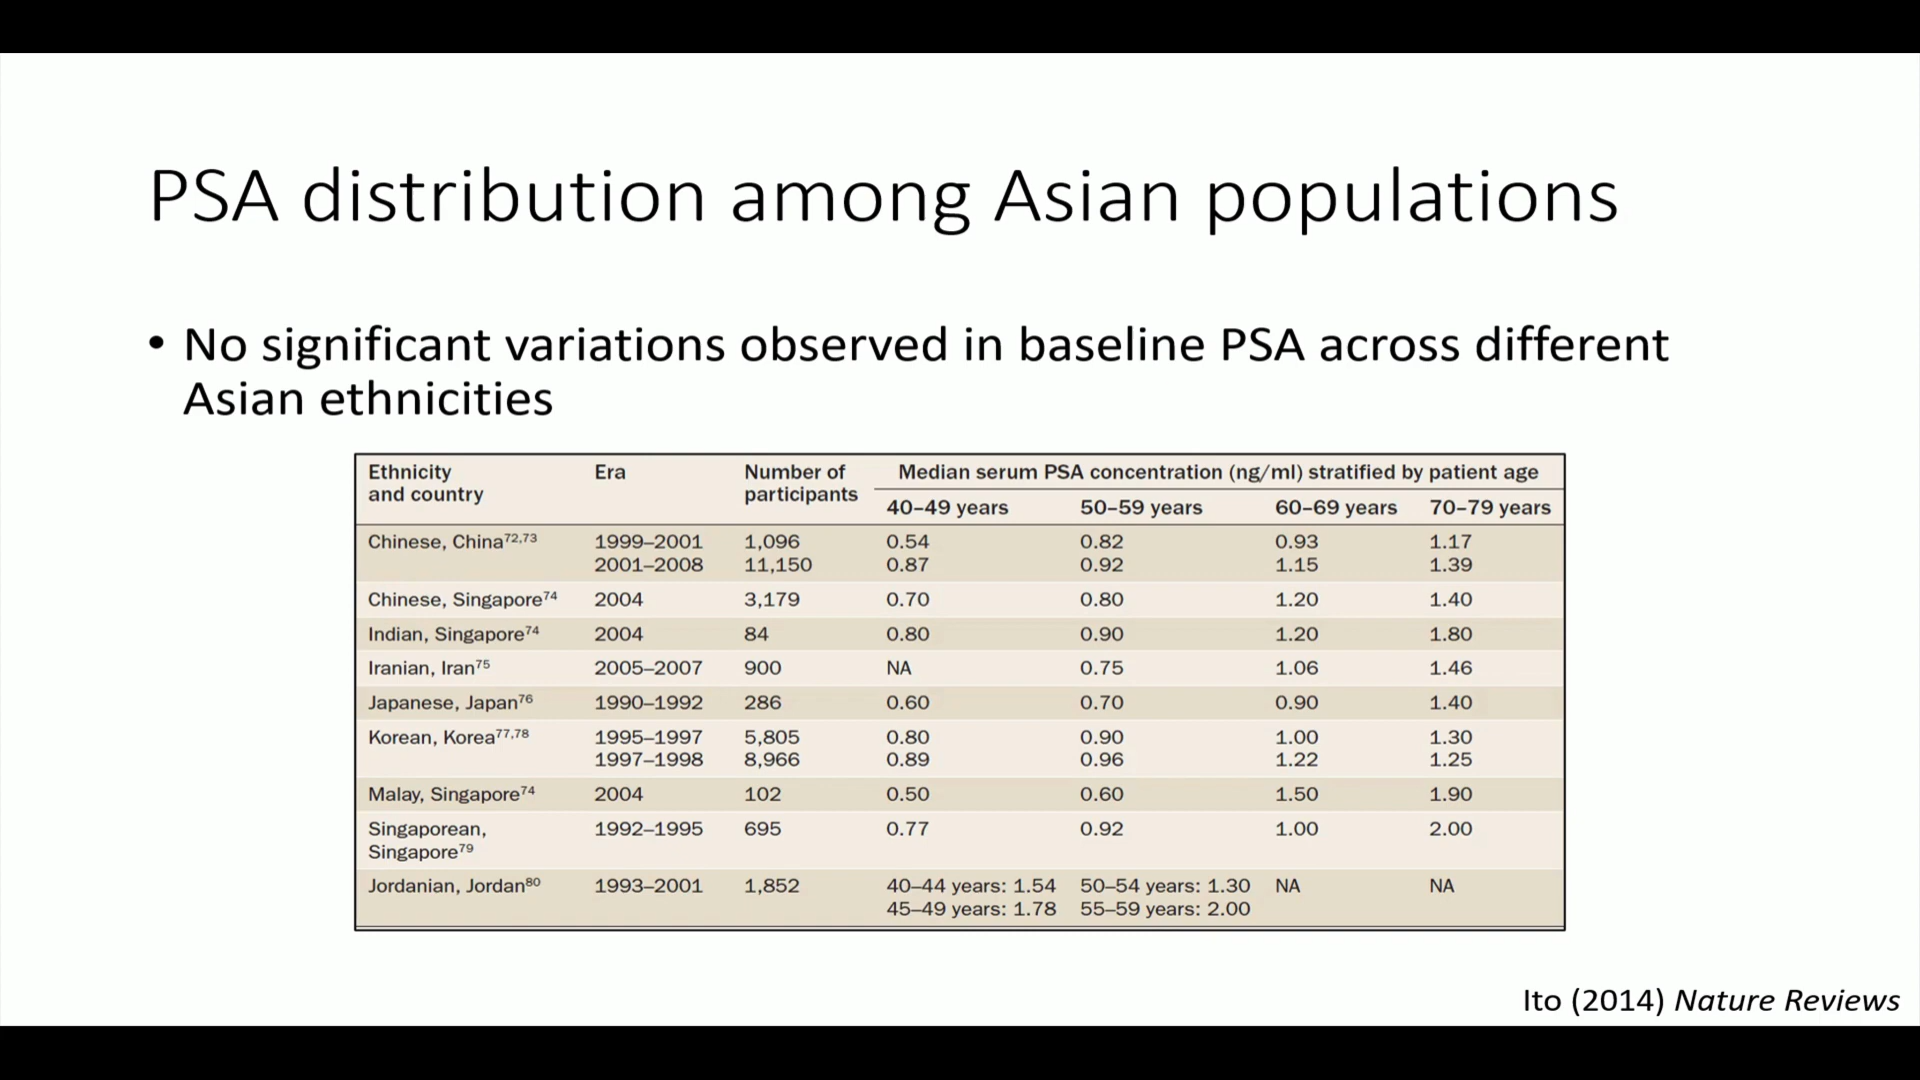 PSA distribution among Asian populations
• No significant variations observed in baseline PSA across different
Asian ethnicities
Ethnicity and country Era Number of participants Median serum PSA concentration (ng/ml) stratified by patient age
40–49 years 50–59 years 60–69 years 70–79 years
Chinese, China72,73 1999–2001 1,096 0.54 0.82 0.93 1.17
2001–2008 11,150 0.87 0.92 1.15 1.39
Chinese, Singapore74 2004 3,179 0.70 0.80 1.20 1.40
Indian, Singapore74 2004 84 0.80 0.90 1.20 1.80
Iranian, Iran75 2005–2007 900 NA 0.75 1.06 1.46
Japanese, Japan76 1990–1992 286 0.60 0.70 0.90 1.40
Korean, Korea77,78 1995–1997 5,805 0.80 0.90 1.00 1.30
1997–1998 8,966 0.89 0.96 1.22 1.25
Malay, Singapore74 2004 102 0.50 0.60 1.50 1.90
Singaporean, 1992–1995 695 0.77 0.92 1.00 2.00
Singapore79
Jordanian, Jordan80 1993–2001 1,852 40–44 years: 1.54 50–54 years: 1.30 NA NA
45–49 years: 1.78 55–59 years: 2.00
Ito (2014) Nature Reviews